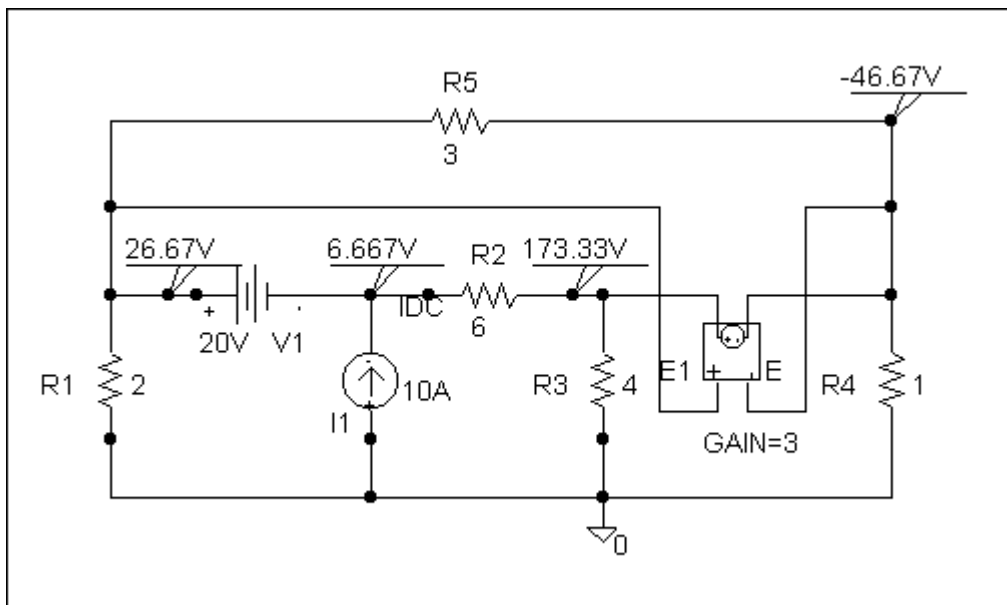 -46.67V
R5
3
26.67V
6.667V
R2
173.33V
+
-
IDC
20V
V1
6
R1
2
-
+
I1
10A
R3
4
+ -
E1
+ -
E
R4
1
GAIN=3
0